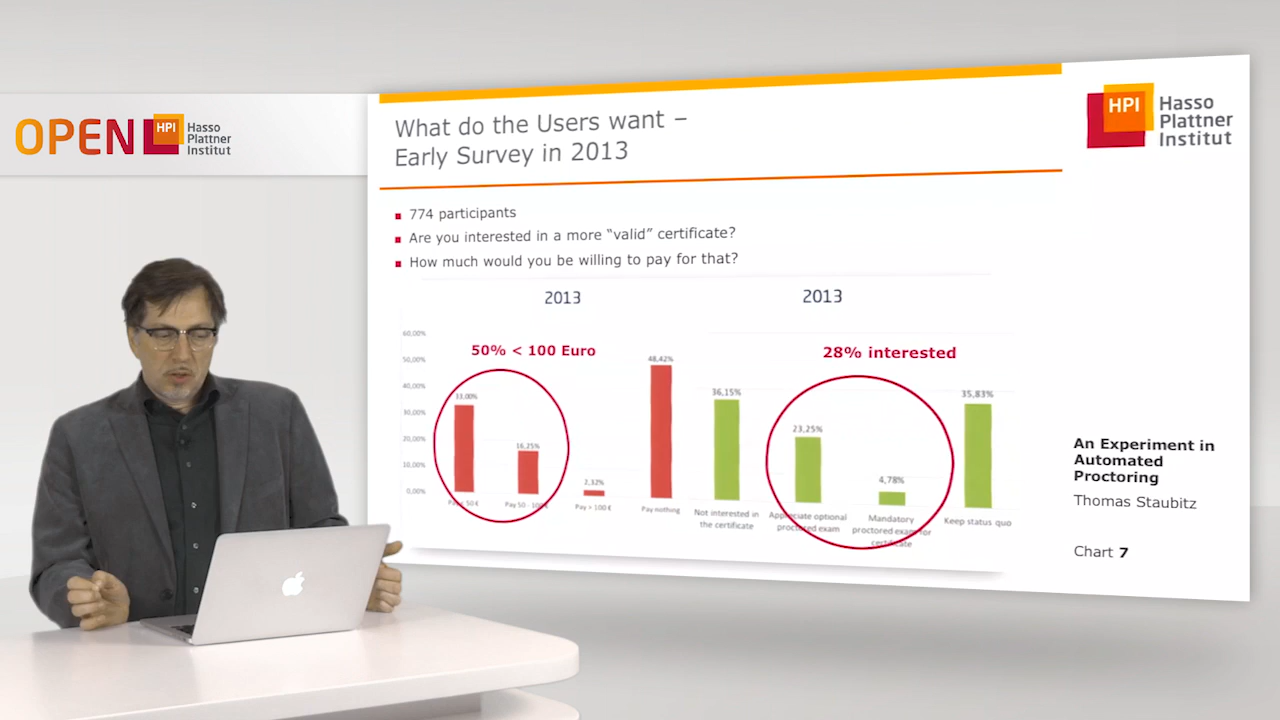 OPEN HPI Hasso
Plattner
Institut
What do the Users want –
Early Survey in 2013
HPI Hasso
Plattner
Institut
774 participants
Are you interested in a more “valid” certificate?
How much would you be willing to pay for that?
2013
60,00%
50,00%
40,00%
30,00%
20,00%
10,00%
0,00%
50% < 100 Euro
33,00%
16,25%
2,32%
48,42%
50 €
Pay 50 - 100€
Pay > 100 €
Pay nothing
2013
28% interested
36,15%
23,25%
4,78%
35,83%
Not interested in
the certificate
Appreciate optional
proctored exam
Mandatory
proctored exam for
certificate
Keep status quo
An Experiment in
Automated
Proctoring
Thomas Staubitz
Chart 7